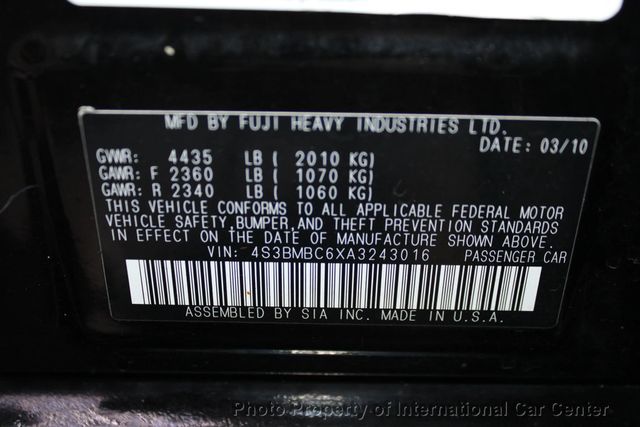 MFD BY FUJI HEAVY INDUSTRIES LTD.
DATE: 03/10
GVWR: 4435 LB ( 2010 KG)
GAWR: F 2360 LB ( 1070 KG)
GAWR: R 2340 LB ( 1060 KG)
THIS VEHICLE CONFORMS TO ALL APPLICABLE FEDERAL MOTOR
VEHICLE SAFETY, BUMPER, AND THEFT PREVENTION STANDARDS
IN EFFECT ON THE DATE OF MANUFACTURE SHOWN ABOVE.
VIN: 4S3BMBC6XA3243016 PASSENGER CAR
ASSEMBLED BY SIA INC. MADE IN U.S.A.
Photo Property of International Car Center